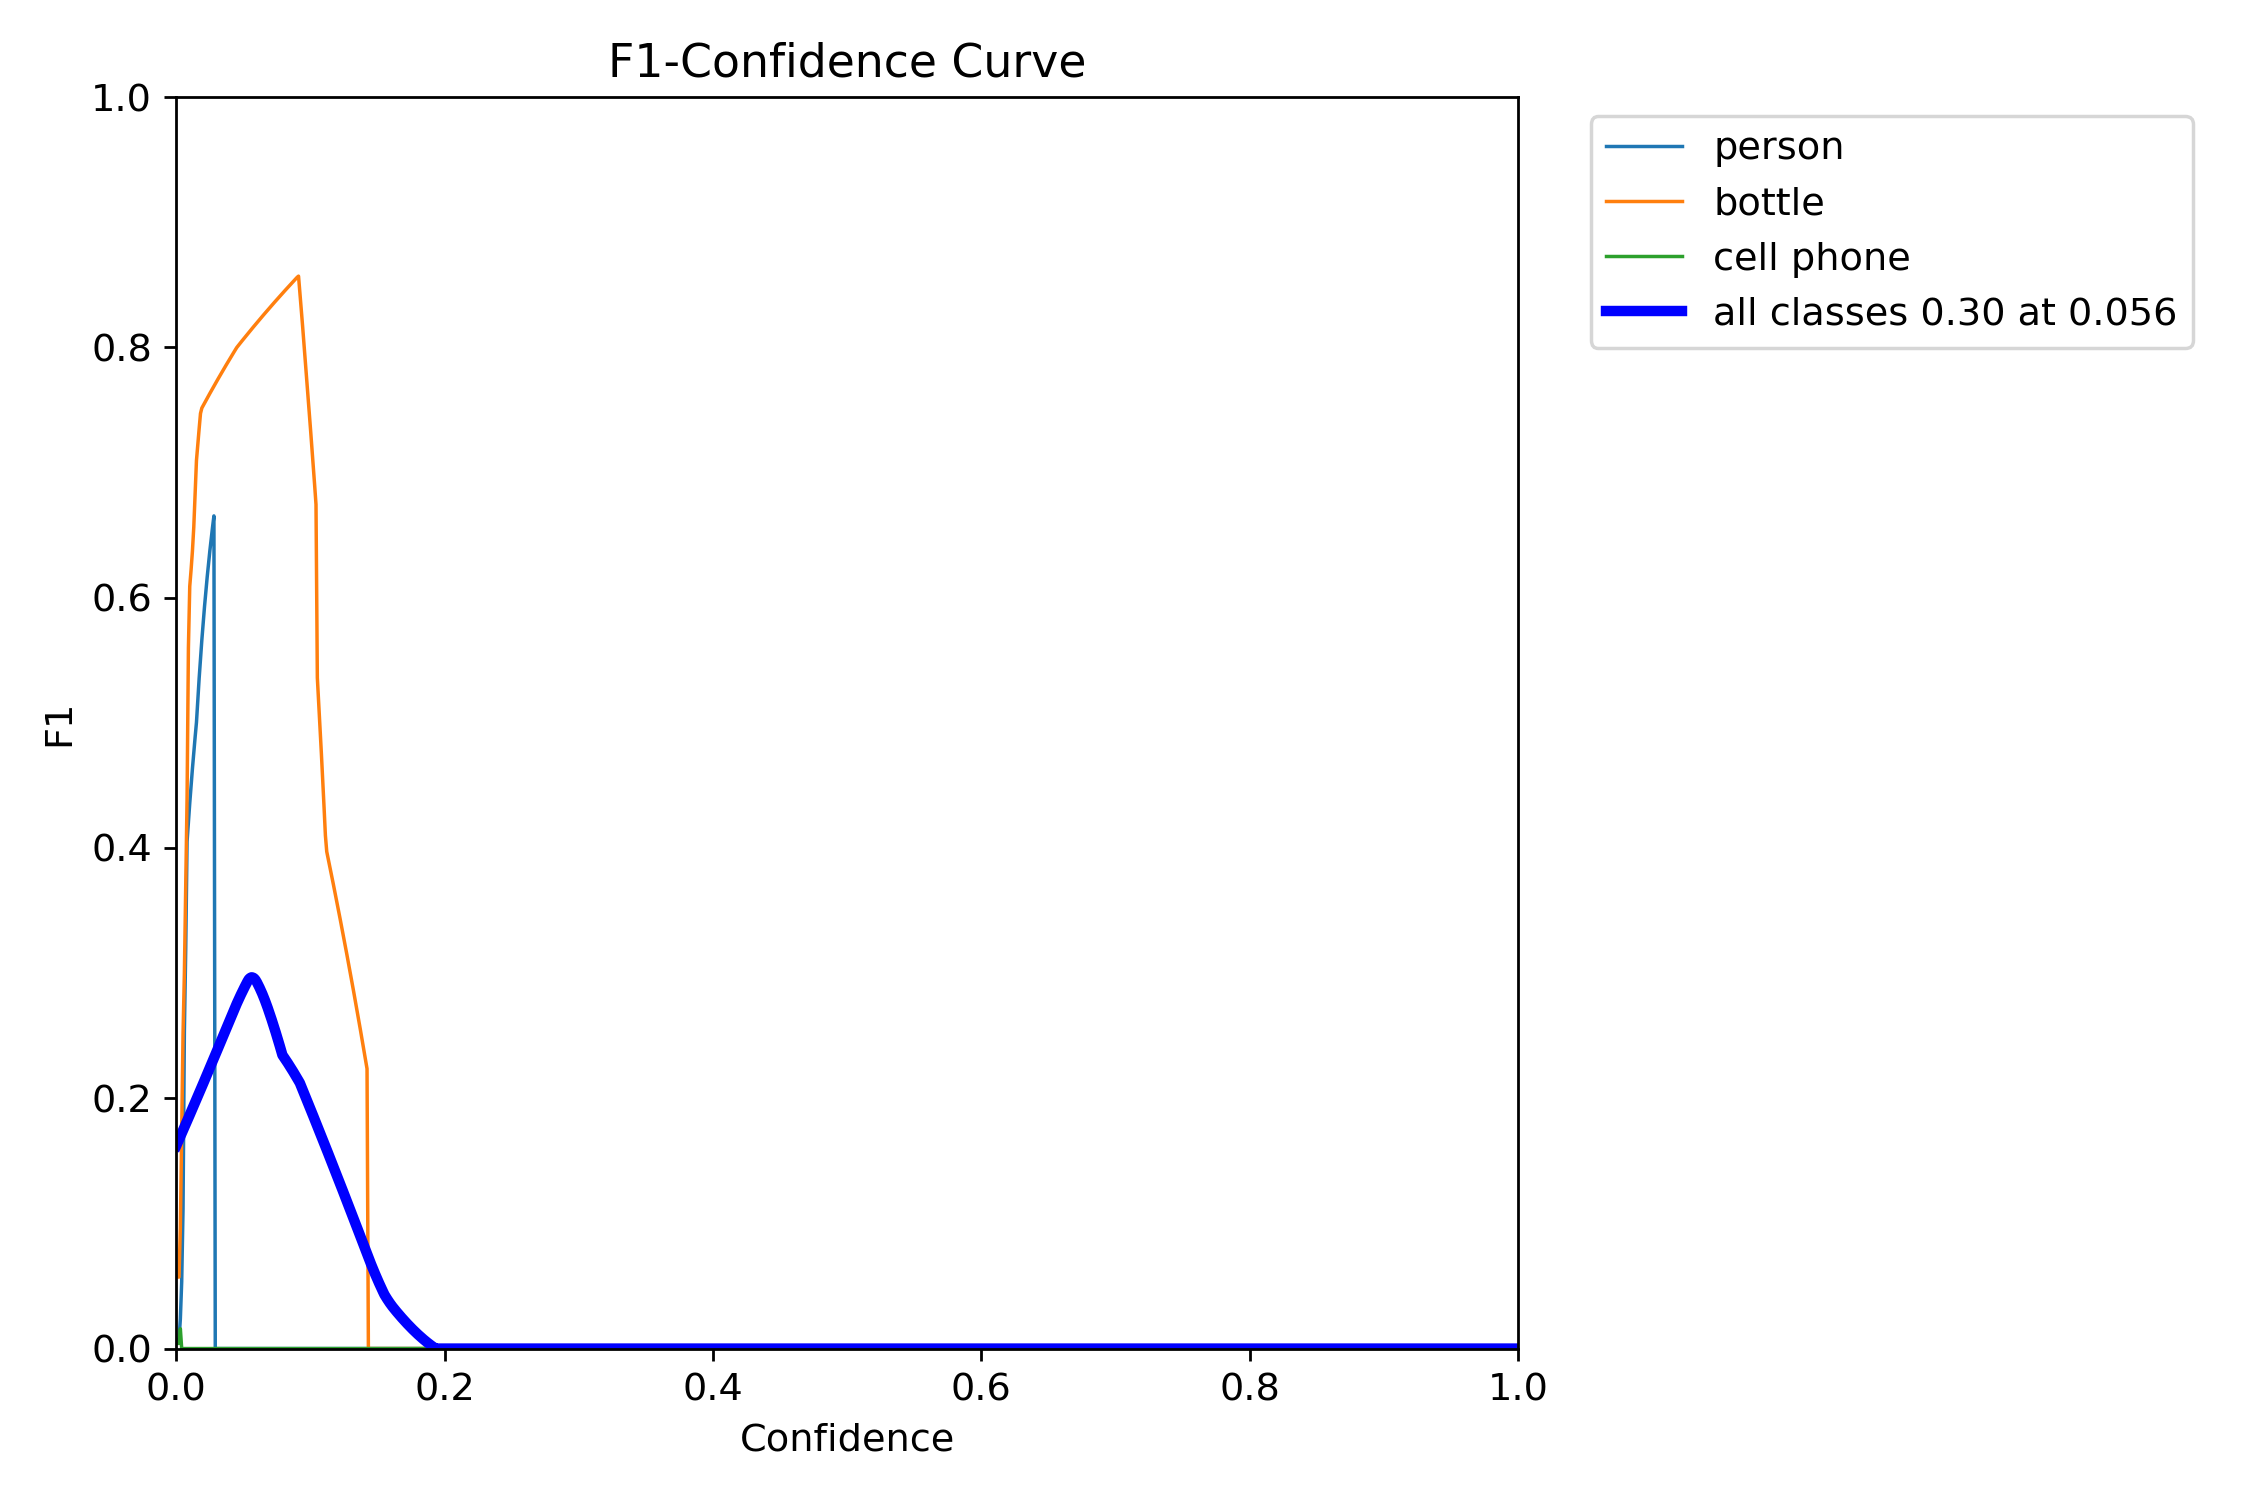 F1-Confidence Curve
1.0
0.8
0.6
0.4
0.2
0.0
F1
0.0 0.2 0.4 0.6 0.8 1.0
Confidence
person
bottle
cell phone
all classes 0.30 at 0.056